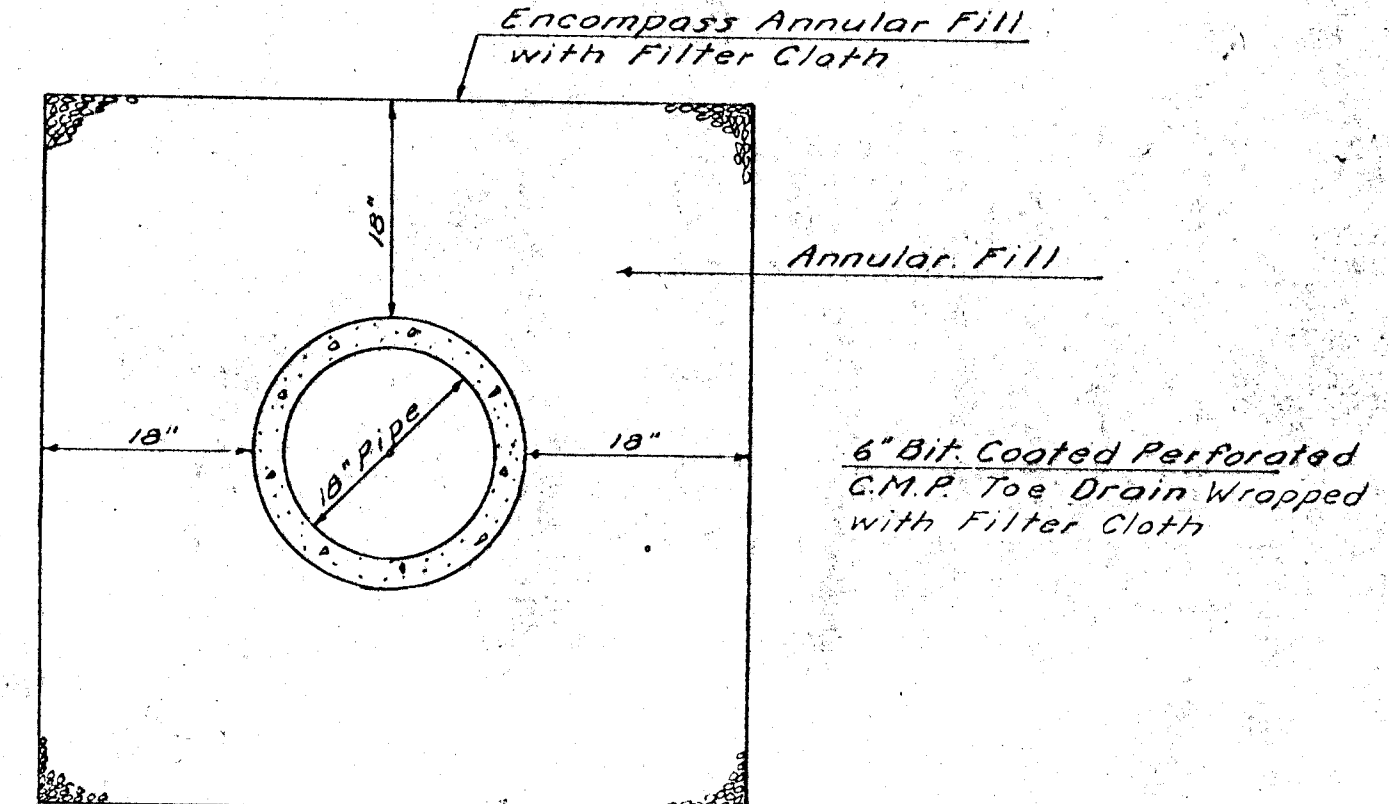 Encompass Annular Fill
with Filter Cloth
18"
Annular Fill
18"
18" Pipe
18"
6" Bit. Coated Perforated
C.M.P. Toe Drain Wrapped
with Filter Cloth